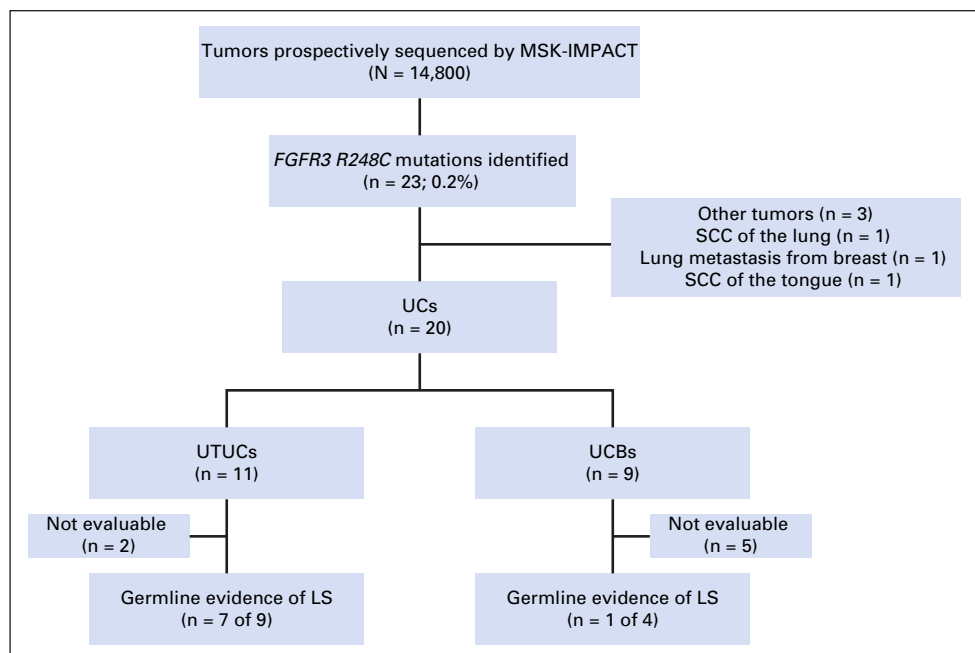 Tumors prospectively sequenced by MSK-IMPACT
(N = 14,800)
FGFR3 R248C mutations identified
(n = 23; 0.2%)
Other tumors (n = 3)
SCC of the lung (n = 1)
Lung metastasis from breast (n = 1)
SCC of the tongue (n = 1)
UCs
(n = 20)
UTUCs
(n = 11)
UCBs
(n = 9)
Not evaluable
(n = 2)
Not evaluable
(n = 5)
Germline evidence of LS
(n = 7 of 9)
Germline evidence of LS
(n = 1 of 4)